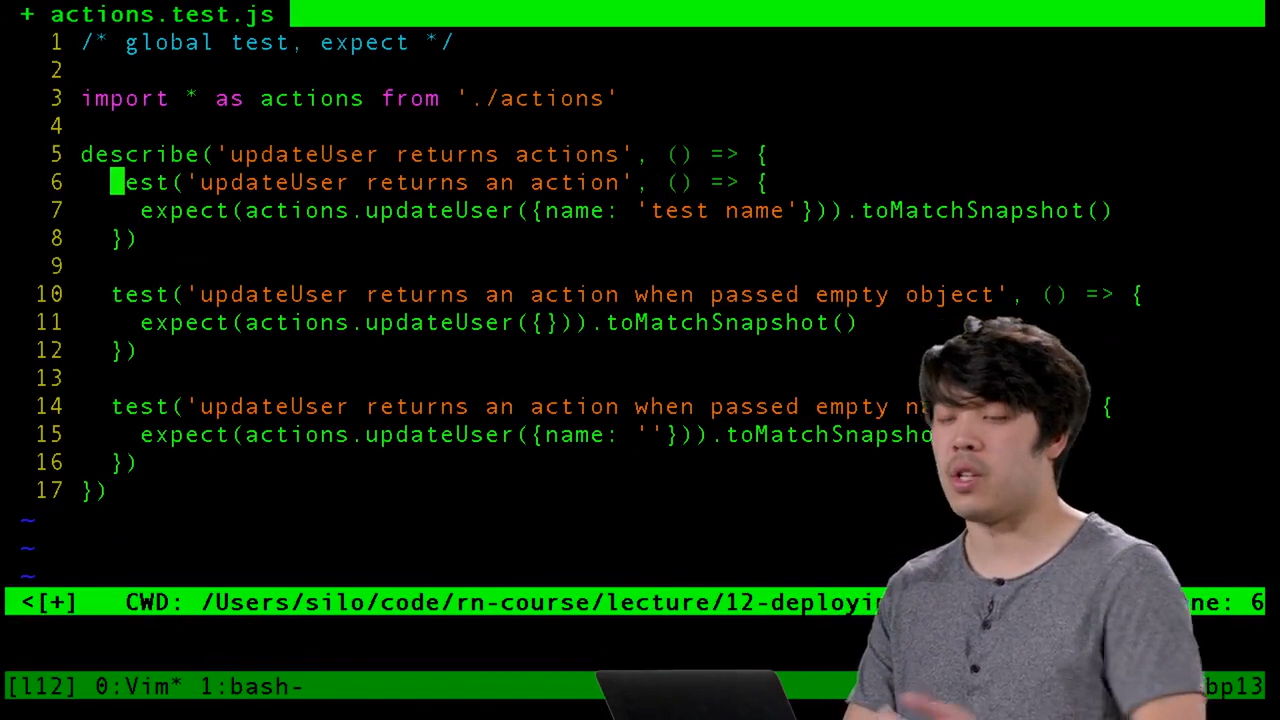 + actions.test.js
1 /* global test, expect */
2
3 import * as actions from './actions'
4
5 describe('updateUser returns actions', () => {
6 test('updateUser returns an action', () => {
7 expect(actions.updateUser({name: 'test name'})).toMatchSnapshot()
8 })
9
10 test('updateUser returns an action when passed empty object', () => {
11 expect(actions.updateUser({})).toMatchSnapshot()
12 })
13
14 test('updateUser returns an action when passed empty {
15 expect(actions.updateUser({name: ''})).toMatchSnapsho
16 })
17 })
~
~
~
<[+] CWD: /Users/silo/code/rn-course/lecture/12-deployin ne: 6
[l12] 0:Vim* 1:bash- bp13